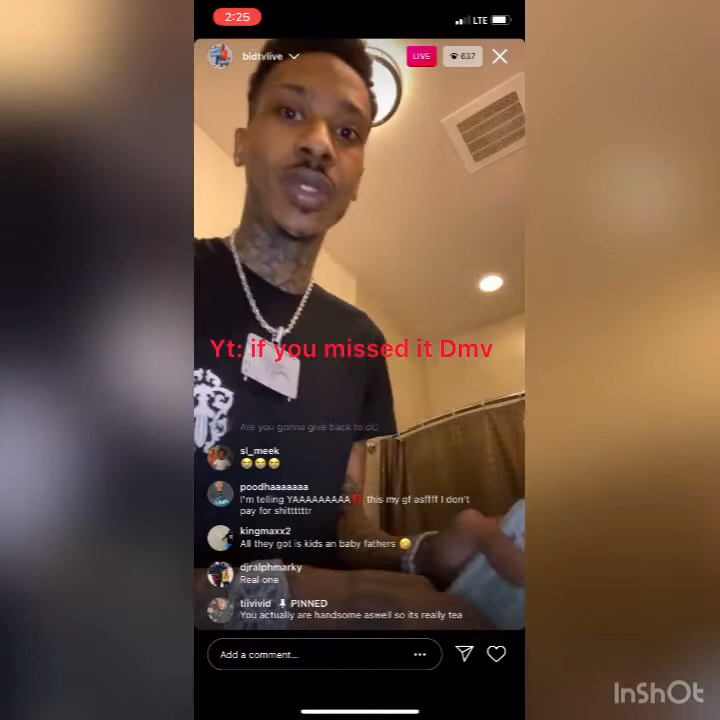 2:25
LTE
bidtvlive
LIVE
637
Yt: if you missed it Dmv
Are you gonna give back to dC
sl_meek
😂😂😂
poodhaaaaaaa
I'm telling YAAAAAAAAA‼️ this my gf asffff I don't
pay for shittttttr
kingmaxx2
All they got is kids an baby fathers 🤣
djralphmarky
Real one
tiivivid PINNED
You actually are handsome aswell so its really tea
Add a comment...
InShOt